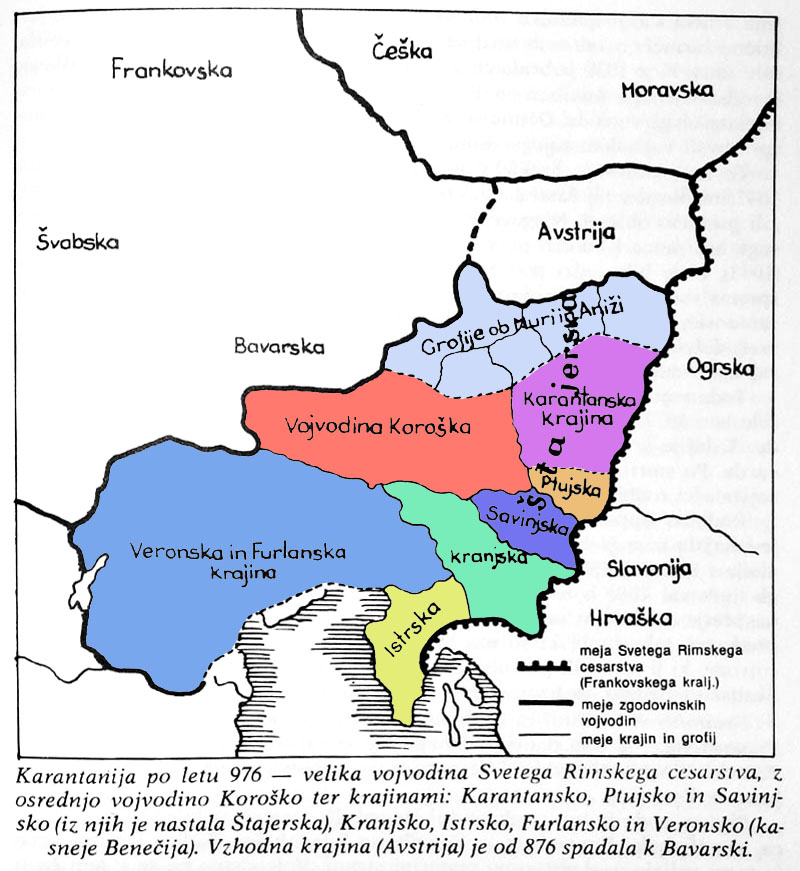 Frankovska
Češka
Moravska
Švabska
Avstrija
Bavarska
Grofije ob Muri in Aniži
Ogrska
štajerska
Karantanska
krajina
Vojvodina Koroška
Ptujska
Savinjska
Veronska in Furlanska
krajina
kranjska
Slavonija
Istrska
Hrvaška
meja Svetega Rimskega
cesarstva
(Frankovskega kralj.)
meje zgodovinskih
vojvodin
meje krajin in grofij
Karantanija po letu 976 — velika vojvodina Svetega Rimskega cesarstva, z
osrednjo vojvodino Koroško ter krajinami: Karantansko, Ptujsko in Savinj-
sko (iz njih je nastala Štajerska), Kranjsko, Istrsko, Furlansko in Veronsko (ka-
sneje Benečija). Vzhodna krajina (Avstrija) je od 876 spadala k Bavarski.